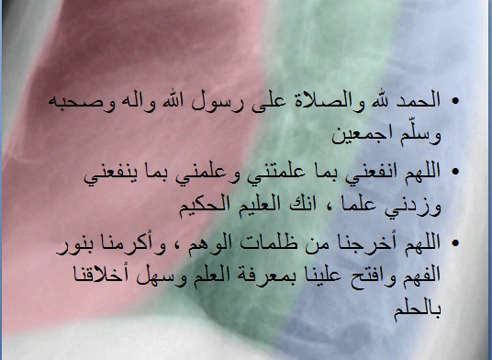 • الحمد لله والصلاة على رسول الله واله وصحبه
وسلّم اجمعين
• اللهم انفعني بما علمتني وعلمني بما ينفعني
وزدني علما ، انك العليم الحكيم
• اللهم أخرجنا من ظلمات الوهم ، وأكرمنا بنور
الفهم وافتح علينا بمعرفة العلم وسهل أخلاقنا
بالحلم